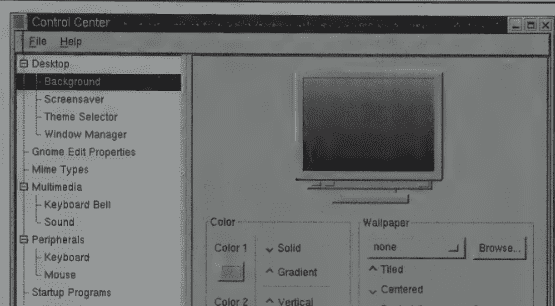 Control Center
File Help
Desktop
Background
Screensaver
Theme Selector
Window Manager
Gnome Edit Properties
Mime Types
Multimedia
Keyboard Bell
Sound
Peripherals
Keyboard
Mouse
Startup Programs
Color
Color 1
Solid
Gradient
Color 2
Vertical
Wallpaper
none
Browse...
Tiled
Centered